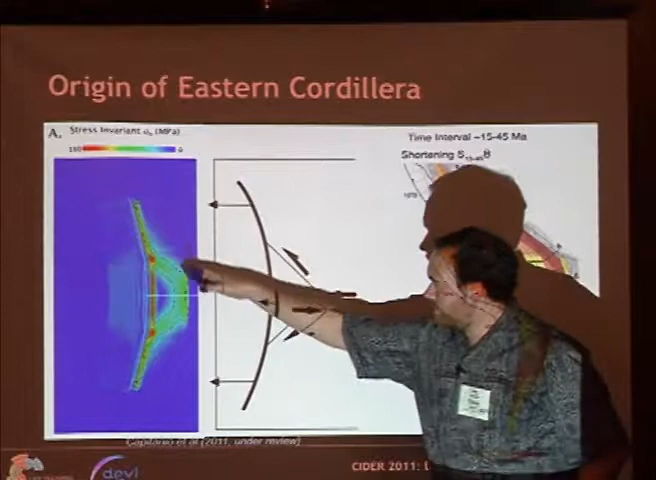 Origin of Eastern Cordillera
A. Stress Invariant (MPa)
Time Interval ~15-45 Ma
Shortening S
Capitanio et al (2011, under review)
devi
CIDER 2011: